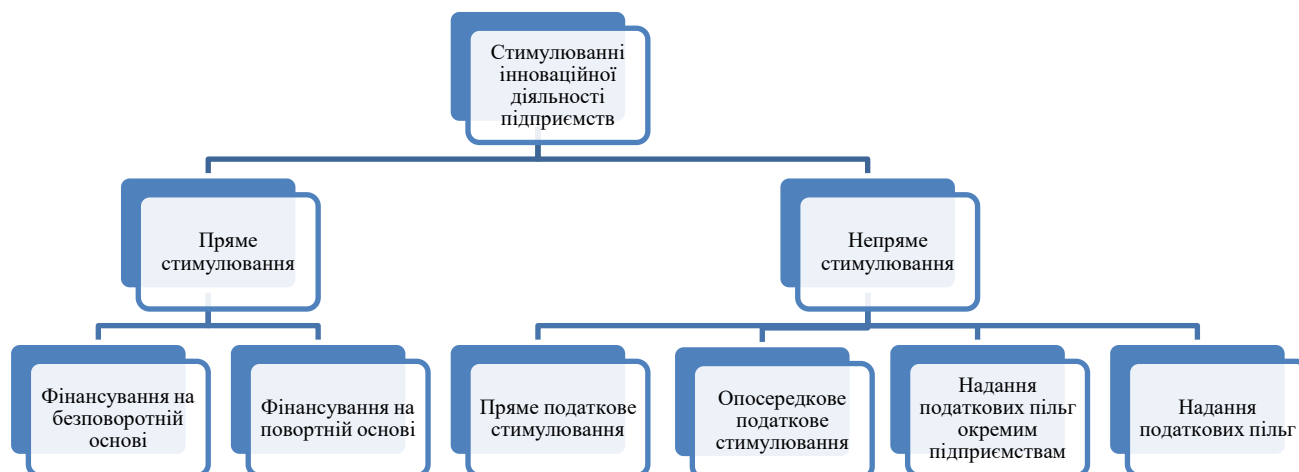 Стимулюванні
інноваційної
діяльності
підприємств
Пряме
стимулювання
Непряме
стимулювання
Фінансування на
безповоротній
основі
Фінансування на
повортній основі
Пряме податкове
стимулювання
Опосередкове
податкове
стимулювання
Надання
податкових пільг
окремим
підприємствам
Надання
податкових пільг